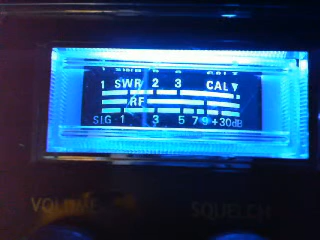 1 SWR 2 3 CAL▼
RF
SIG 1 3 5 7 9 +30dB
VOLUME SQUELCH